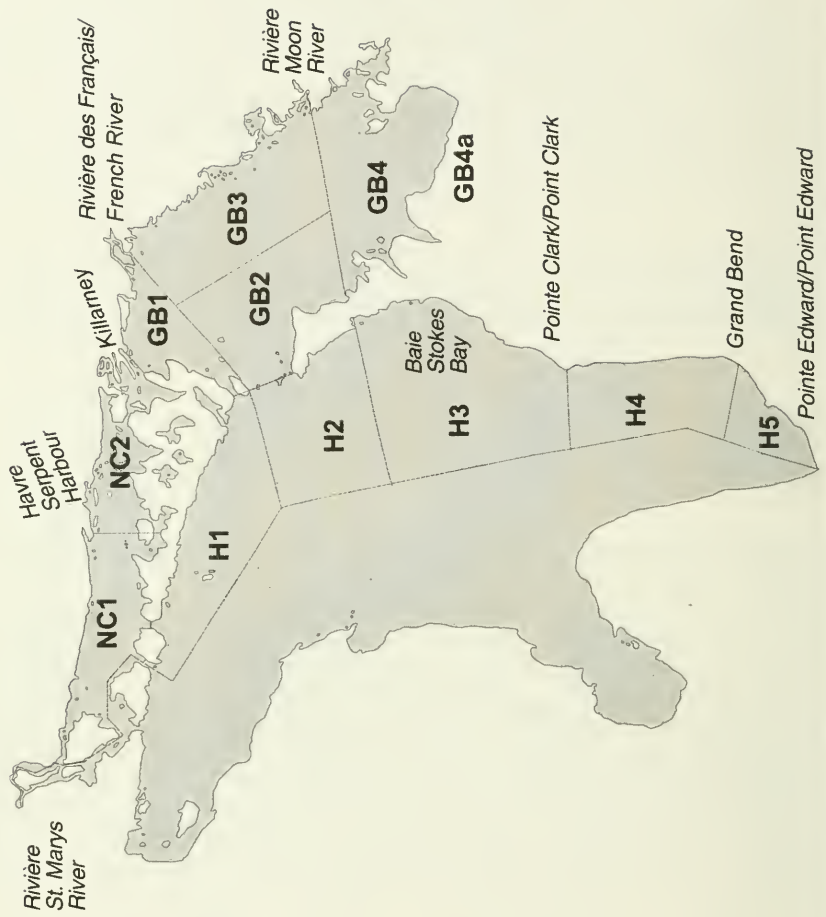 Rivière
St. Marys
River
Havre
Serpent
Harbour
Killarney
Rivière des Français/
French River
Rivière
Moon
River
NC1
NC2
GB1
GB2
GB3
GB4
GB4a
H1
H2
H3
H4
H5
Baie
Stokes
Bay
Pointe Clark/Point Clark
Grand Bend
Pointe Edward/Point Edward